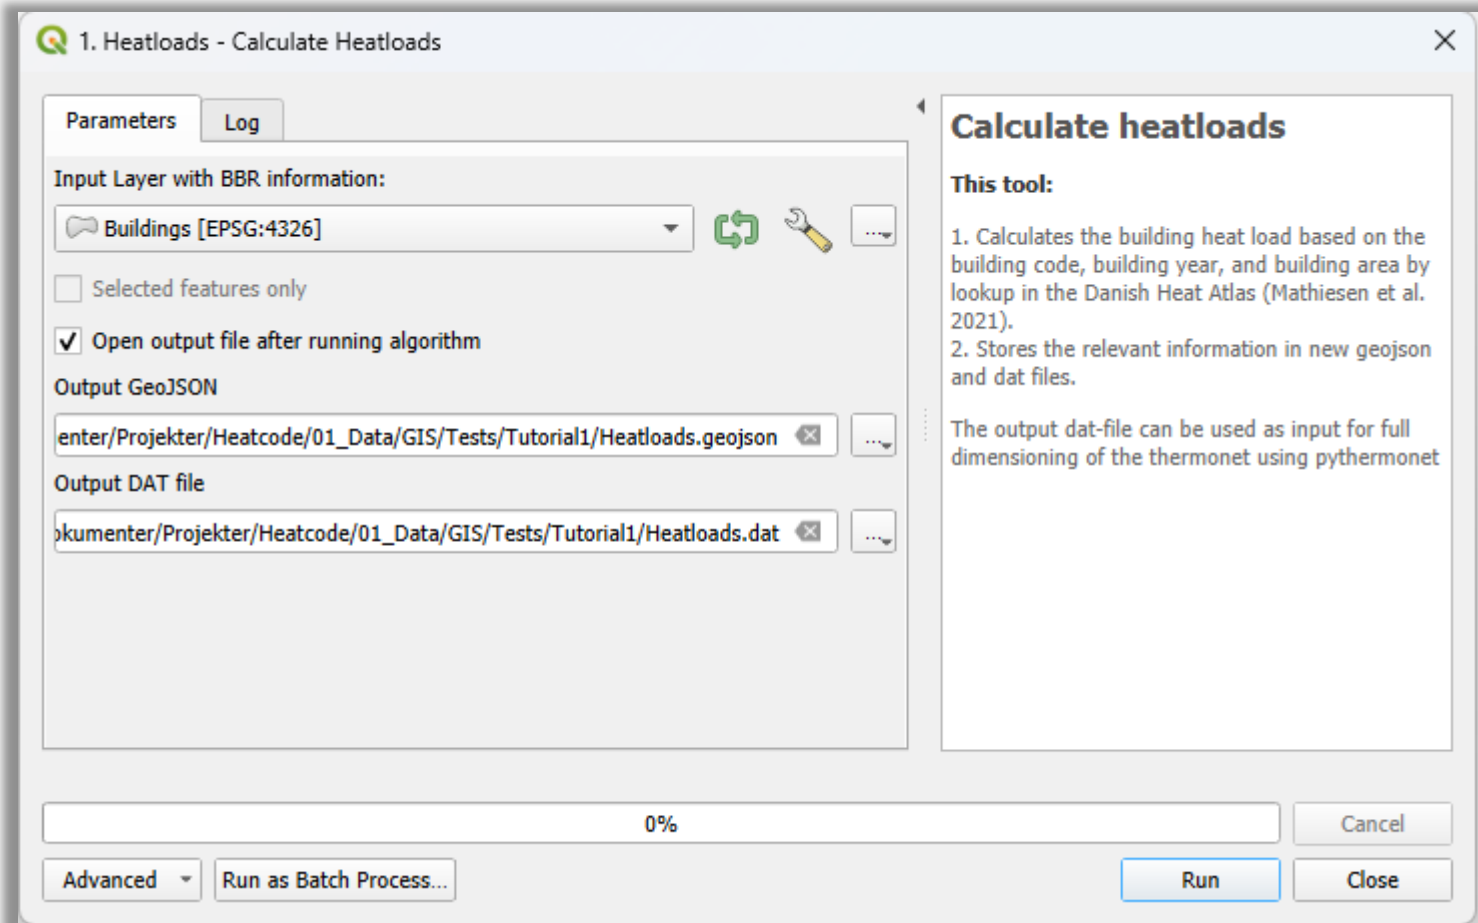 1. Heatloads - Calculate Heatloads
Parameters
Log
Input Layer with BBR information:
Buildings [EPSG:4326]
...
Selected features only
Open output file after running algorithm
Output GeoJSON
enter/Projekter/Heatcode/01_Data/GIS/Tests/Tutorial1/Heatloads.geojson
...
Output DAT file
okumenter/Projekter/Heatcode/01_Data/GIS/Tests/Tutorial1/Heatloads.dat
...
Calculate heatloads
This tool:
1. Calculates the building heat load based on the
building code, building year, and building area by
lookup in the Danish Heat Atlas (Mathiesen et al.
2021).
2. Stores the relevant information in new geojson
and dat files.
The output dat-file can be used as input for full
dimensioning of the thermonet using pythermonet
0%
Cancel
Advanced
Run as Batch Process...
Run
Close